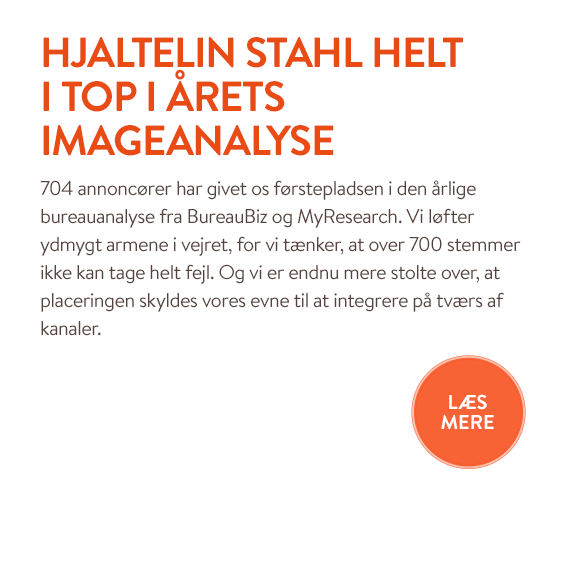 HJALTELIN STAHL HELT
I TOP I ÅRETS
IMAGEANALYSE
704 annoncører har givet os førstepladsen i den årlige
bureauanalyse fra BureauBiz og MyResearch. Vi løfter
ydmygt armene i vejret, for vi tænker, at over 700 stemmer
ikke kan tage helt fejl. Og vi er endnu mere stolte over, at
placeringen skyldes vores evne til at integrere på tværs af
kanaler.
LÆS
MERE